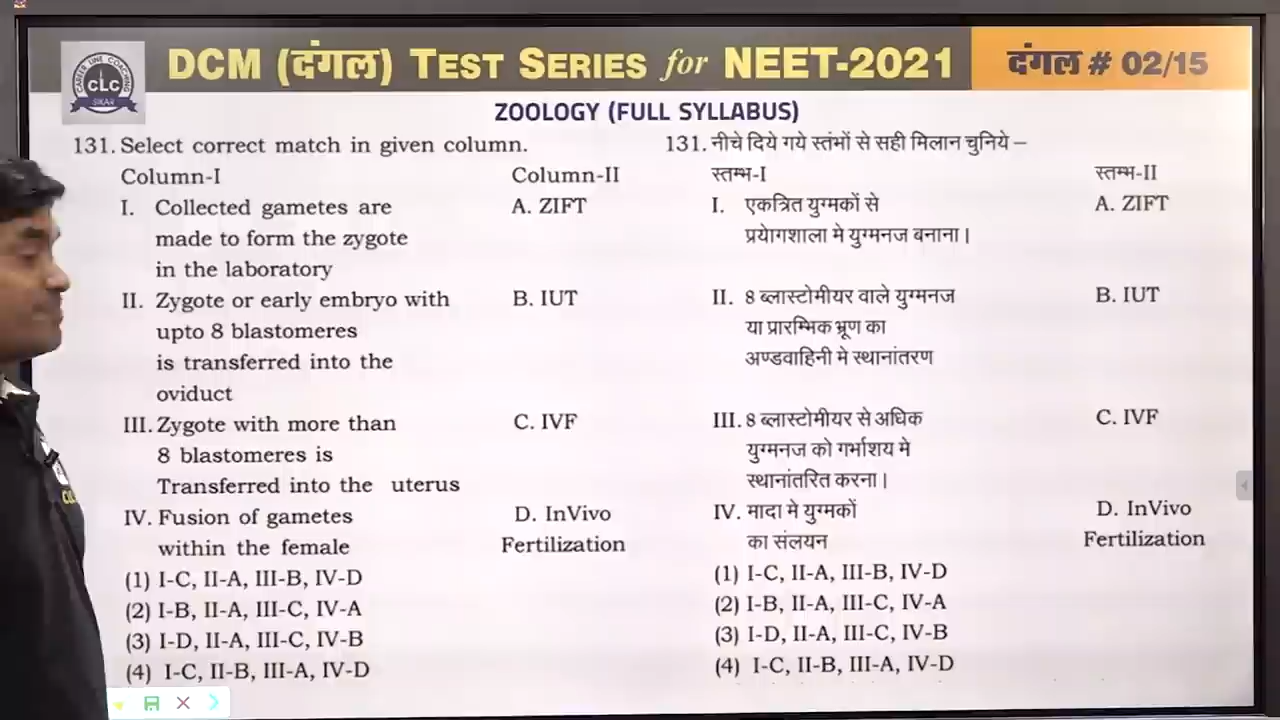 DCM (दंगल) TEST SERIES for NEET-2021
दंगल # 02/15
CAREER LINE COACHING
CLC
SIKAR
ZOOLOGY (FULL SYLLABUS)
131. Select correct match in given column.
Column-I Column-II
I. Collected gametes are A. ZIFT
made to form the zygote
in the laboratory
II. Zygote or early embryo with B. IUT
upto 8 blastomeres
is transferred into the
oviduct
III. Zygote with more than C. IVF
8 blastomeres is
Transferred into the uterus
IV. Fusion of gametes D. InVivo
within the female Fertilization
(1) I-C, II-A, III-B, IV-D
(2) I-B, II-A, III-C, IV-A
(3) I-D, II-A, III-C, IV-B
(4) I-C, II-B, III-A, IV-D
131. नीचे दिये गये स्तंभों से सही मिलान चुनिये –
स्तम्भ-I स्तम्भ-II
I. एकत्रित युग्मकों से A. ZIFT
प्रयेागशाला मे युग्मनज बनाना।
II. 8 ब्लास्टोमीयर वाले युग्मनज B. IUT
या प्रारम्भिक भ्रूण का
अण्डवाहिनी मे स्थानांतरण
III. 8 ब्लास्टोमीयर से अधिक C. IVF
युग्मनज को गर्भाशय मे
स्थानांतरित करना।
IV. मादा मे युग्मकों D. InVivo
का संलयन Fertilization
(1) I-C, II-A, III-B, IV-D
(2) I-B, II-A, III-C, IV-A
(3) I-D, II-A, III-C, IV-B
(4) I-C, II-B, III-A, IV-D